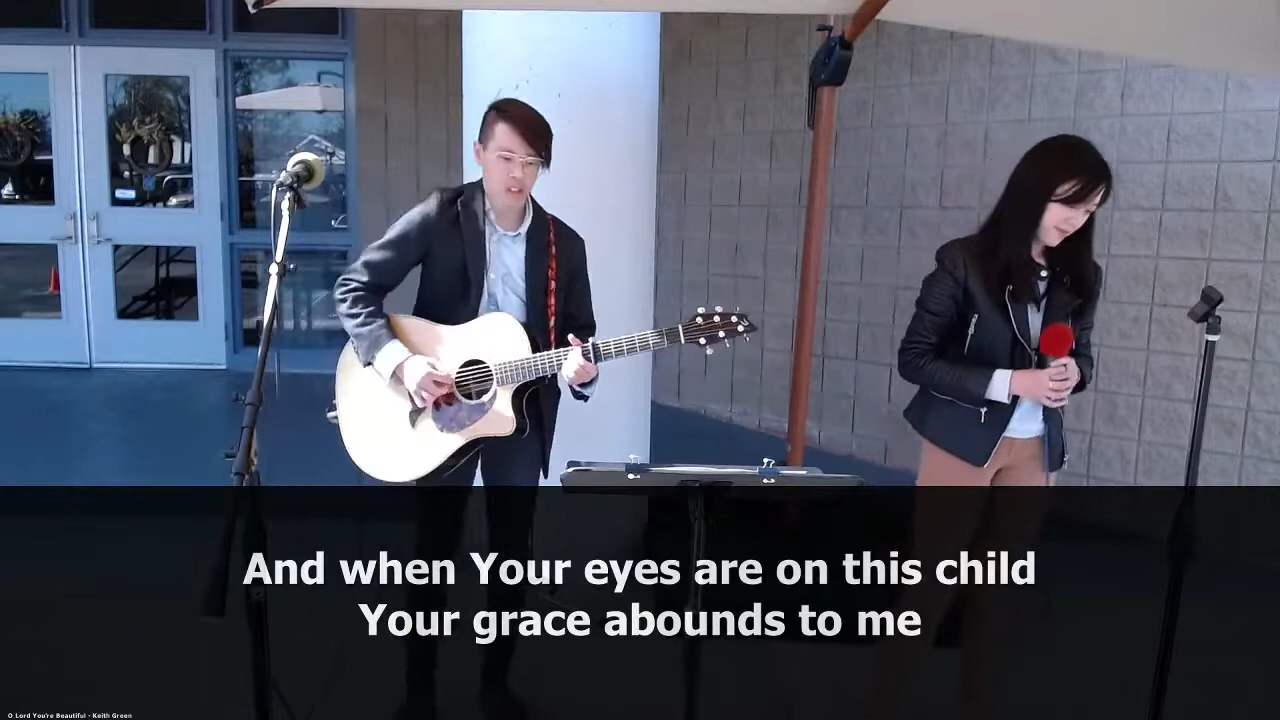 And when Your eyes are on this child
Your grace abounds to me
O Lord You're Beautiful - Keith Green